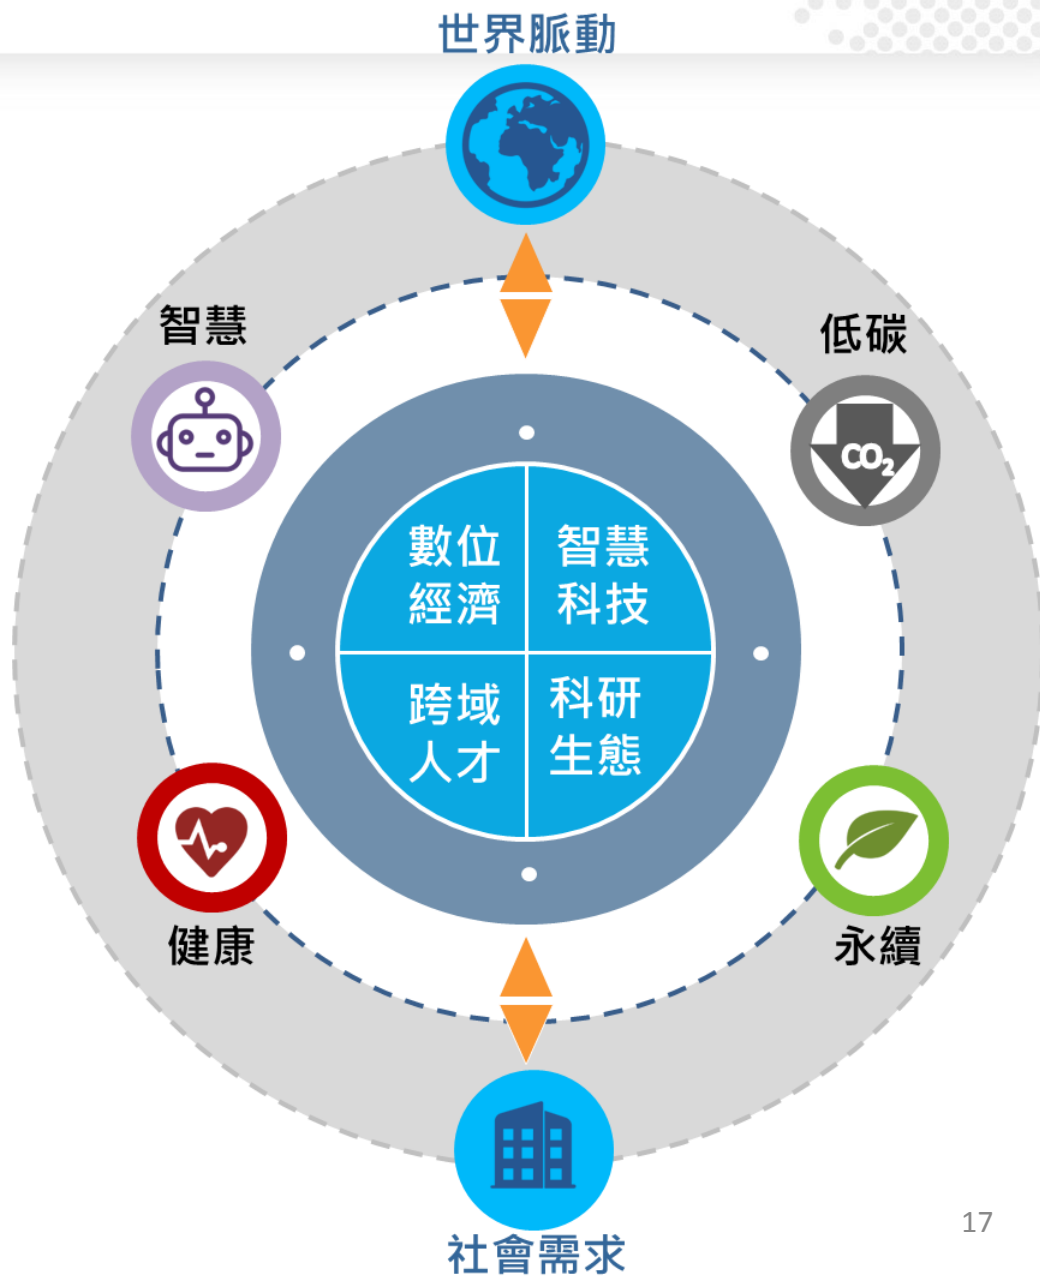 世界脈動
智慧
低碳
CO₂
數位
經濟
智慧
科技
跨域
人才
科研
生態
健康
永續
社會需求
17